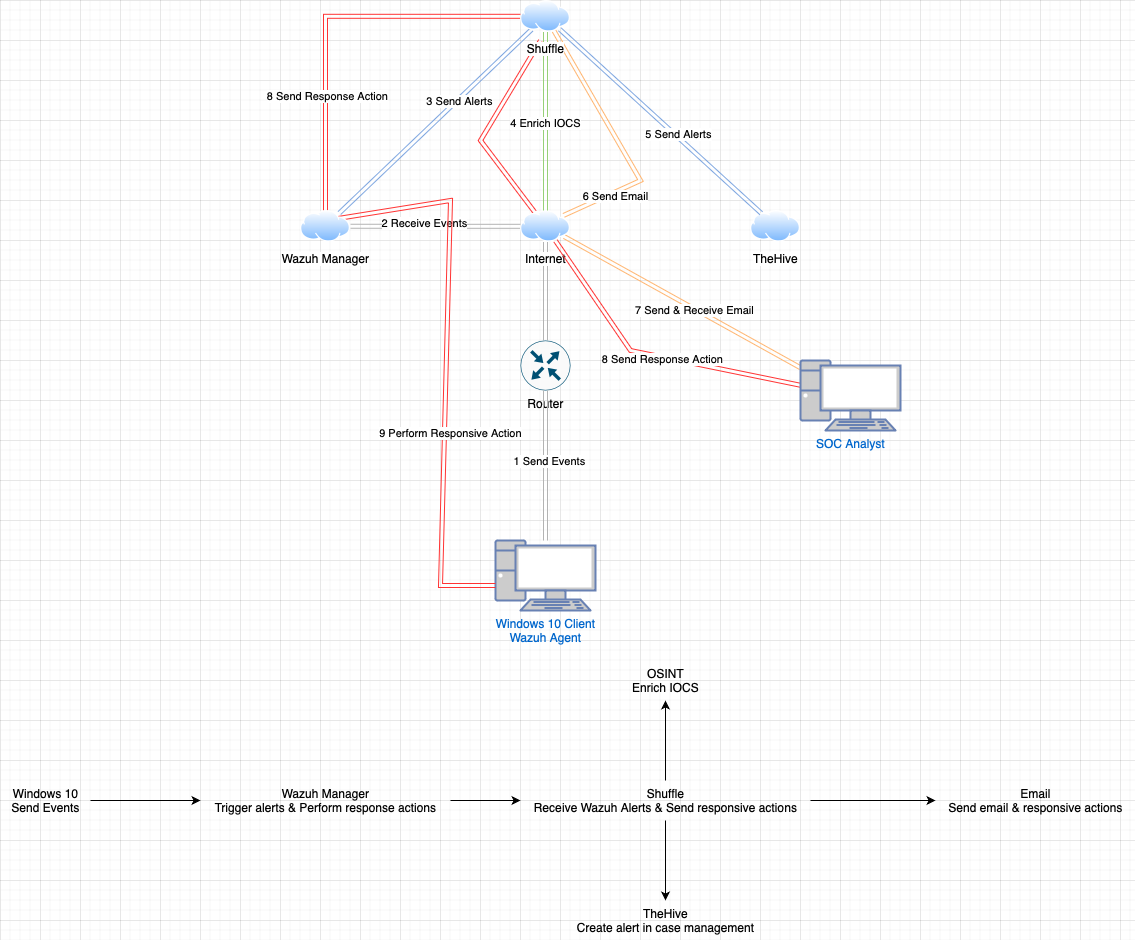 Shuffle
8 Send Response Action
3 Send Alerts
4 Enrich IOCS
5 Send Alerts
6 Send Email
2 Receive Events
Wazuh Manager
Internet
TheHive
7 Send & Receive Email
8 Send Response Action
Router
9 Perform Responsive Action
SOC Analyst
1 Send Events
Windows 10 Client
Wazuh Agent
OSINT
Enrich IOCS
Windows 10
Send Events
Wazuh Manager
Trigger alerts & Perform response actions
Shuffle
Receive Wazuh Alerts & Send responsive actions
Email
Send email & responsive actions
TheHive
Create alert in case management